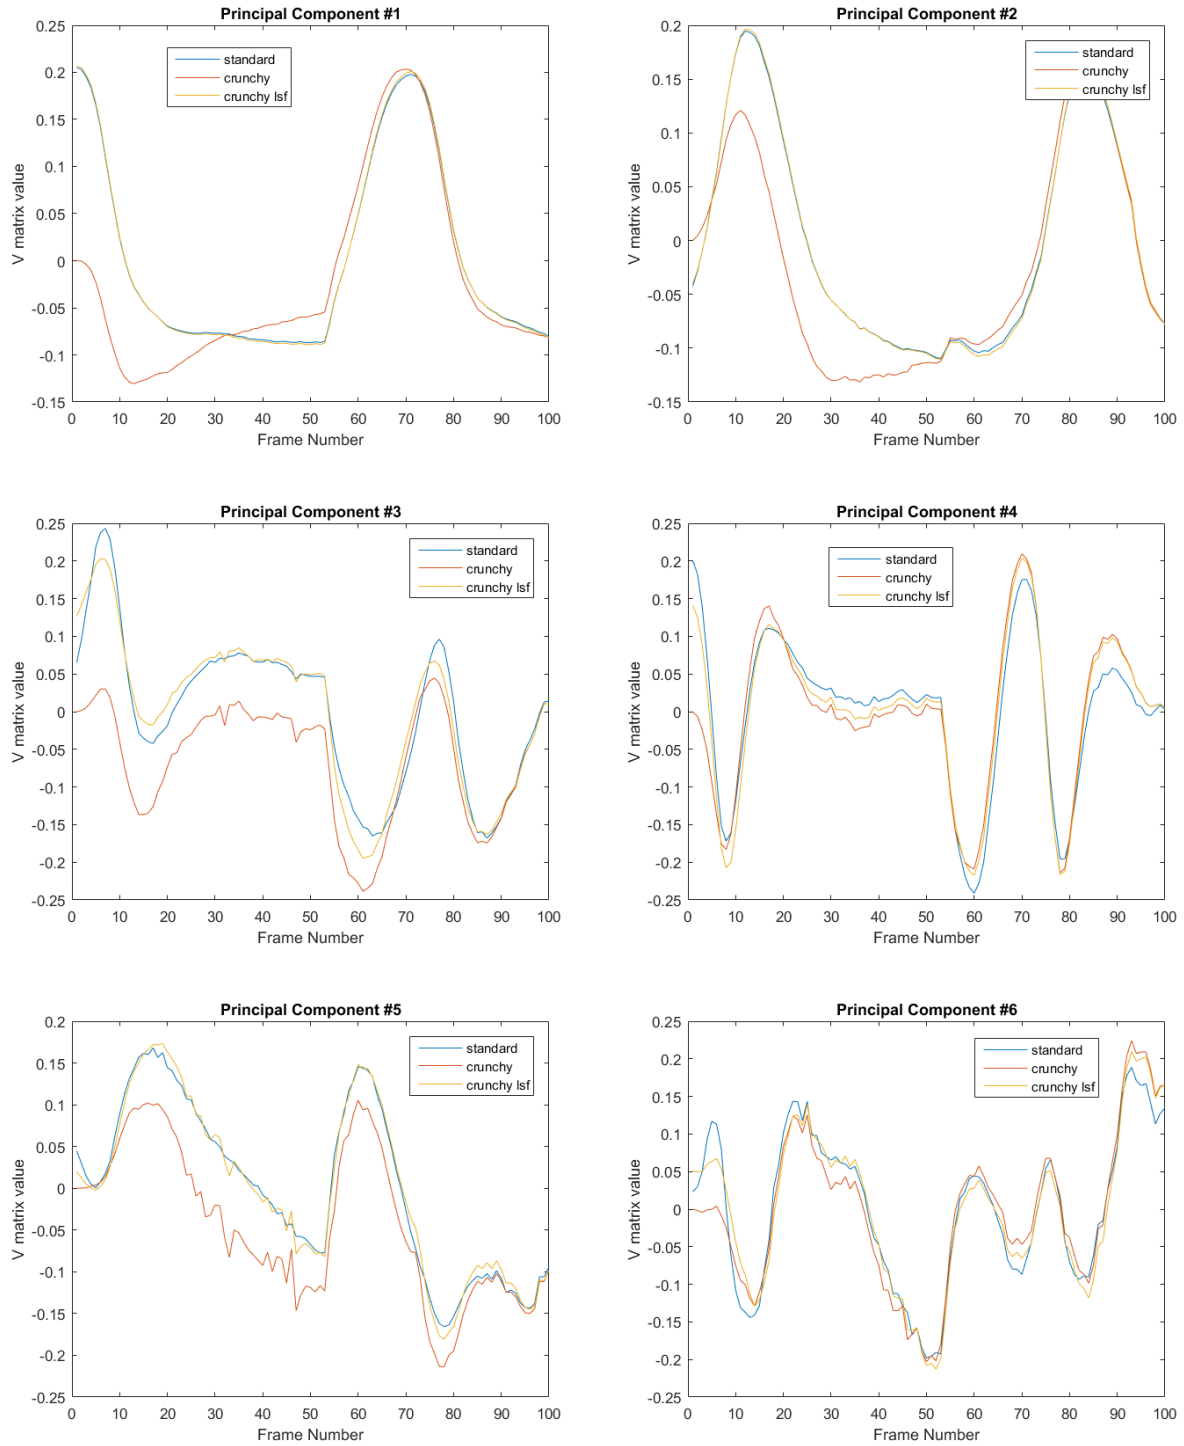 Principal Component #1
0.25
0.2
0.15
0.1
0.05
0
-0.05
-0.1
-0.15
V matrix value
standard
crunchy
crunchy lsf
0 10 20 30 40 50 60 70 80 90 100
Frame Number
Principal Component #2
0.2
0.15
0.1
0.05
0
-0.05
-0.1
-0.15
V matrix value
standard
crunchy
crunchy lsf
0 10 20 30 40 50 60 70 80 90 100
Frame Number
Principal Component #3
0.25
0.2
0.15
0.1
0.05
0
-0.05
-0.1
-0.15
-0.2
-0.25
V matrix value
standard
crunchy
crunchy lsf
0 10 20 30 40 50 60 70 80 90 100
Frame Number
Principal Component #4
0.25
0.2
0.15
0.1
0.05
0
-0.05
-0.1
-0.15
-0.2
-0.25
V matrix value
standard
crunchy
crunchy lsf
0 10 20 30 40 50 60 70 80 90 100
Frame Number
Principal Component #5
0.2
0.15
0.1
0.05
0
-0.05
-0.1
-0.15
-0.2
-0.25
V matrix value
standard
crunchy
crunchy lsf
0 10 20 30 40 50 60 70 80 90 100
Frame Number
Principal Component #6
0.25
0.2
0.15
0.1
0.05
0
-0.05
-0.1
-0.15
-0.2
-0.25
V matrix value
standard
crunchy
crunchy lsf
0 10 20 30 40 50 60 70 80 90 100
Frame Number